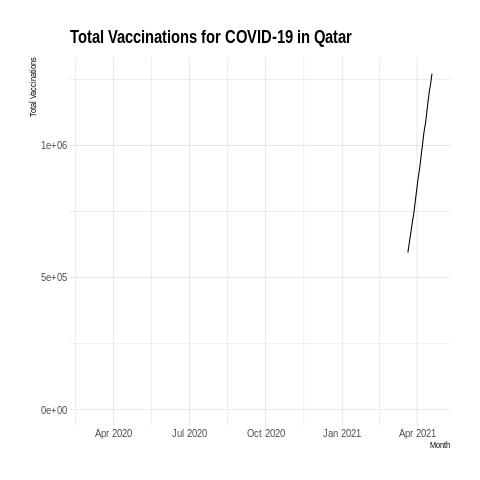 Total Vaccinations for COVID-19 in Qatar
Total Vaccinations
1e+06
5e+05
0e+00
Apr 2020 Jul 2020 Oct 2020 Jan 2021 Apr 2021
Month